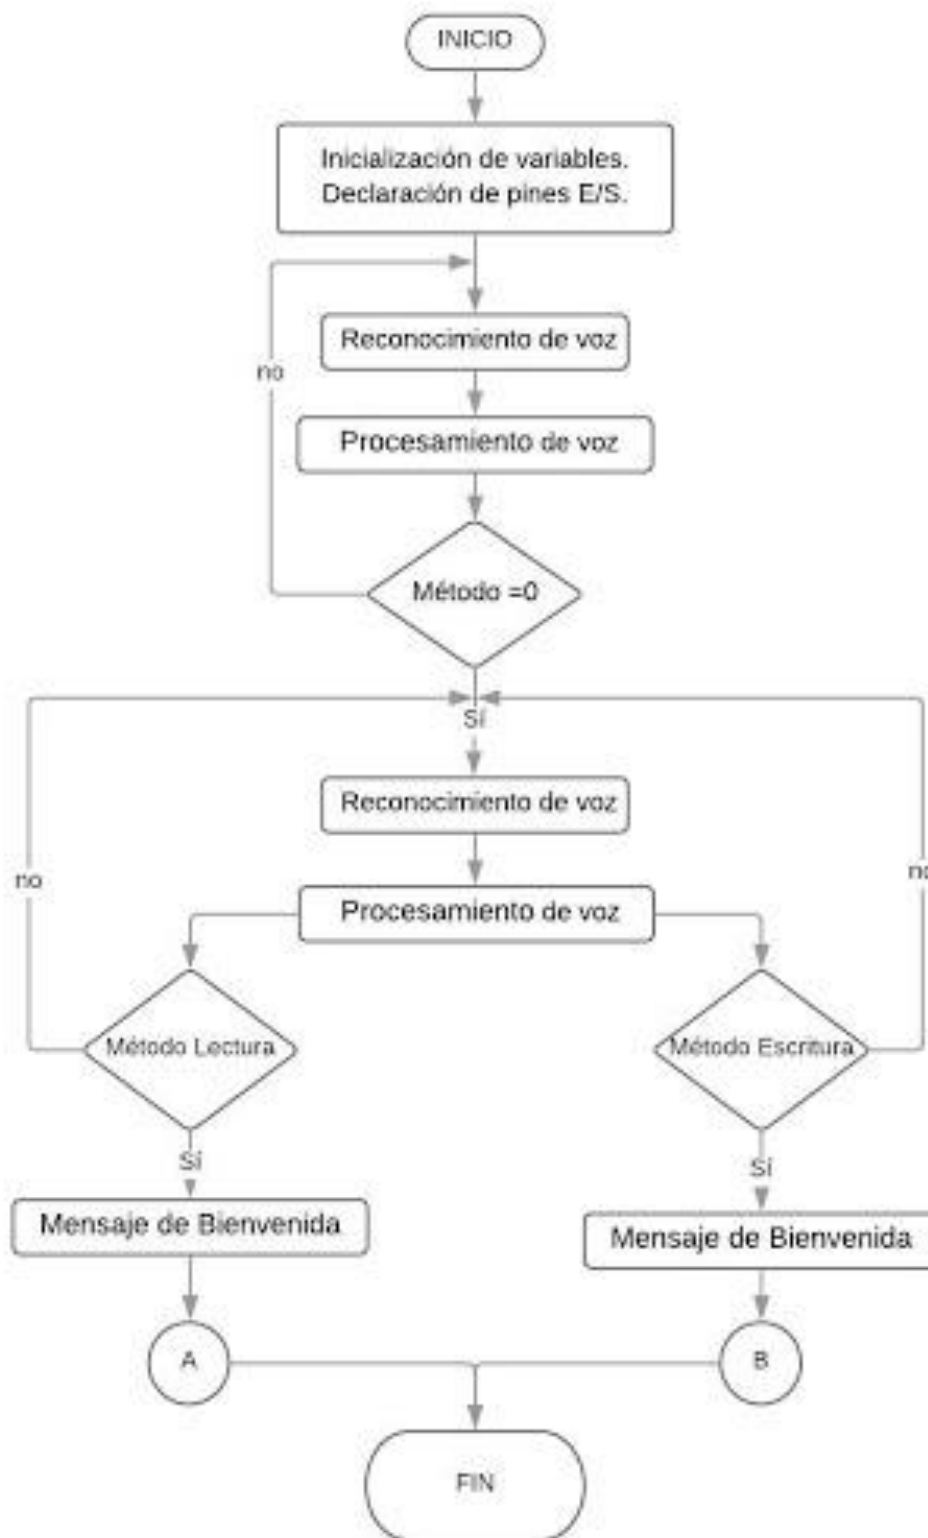 INICIO
Inicialización de variables.
Declaración de pines E/S.
Reconocimiento de voz
no
Procesamiento de voz
Método =0
Sí
Reconocimiento de voz
no
no
Procesamiento de voz
Método Lectura
Método Escritura
Sí
Sí
Mensaje de Bienvenida
Mensaje de Bienvenida
A
B
FIN